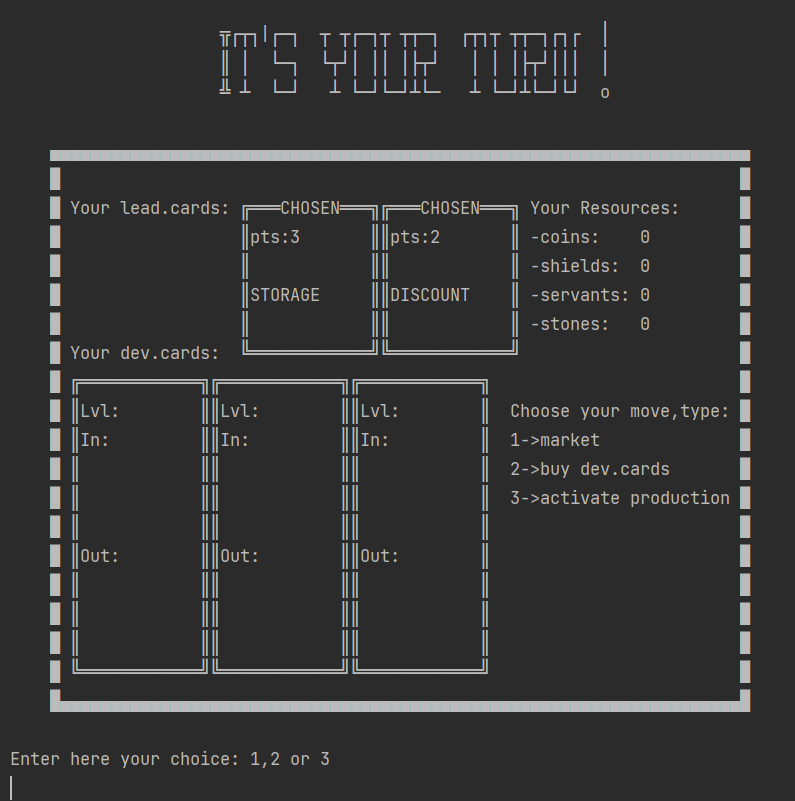 IT'S YOUR TURN!
Your lead.cards: CHOSEN CHOSEN Your Resources:
pts:3 pts:2 -coins: 0
-shields: 0
STORAGE DISCOUNT -servants: 0
-stones: 0
Your dev.cards:
Lvl: Lvl: Lvl: Choose your move,type:
In: In: In: 1->market
2->buy dev.cards
3->activate production
Out: Out: Out:
Enter here your choice: 1,2 or 3